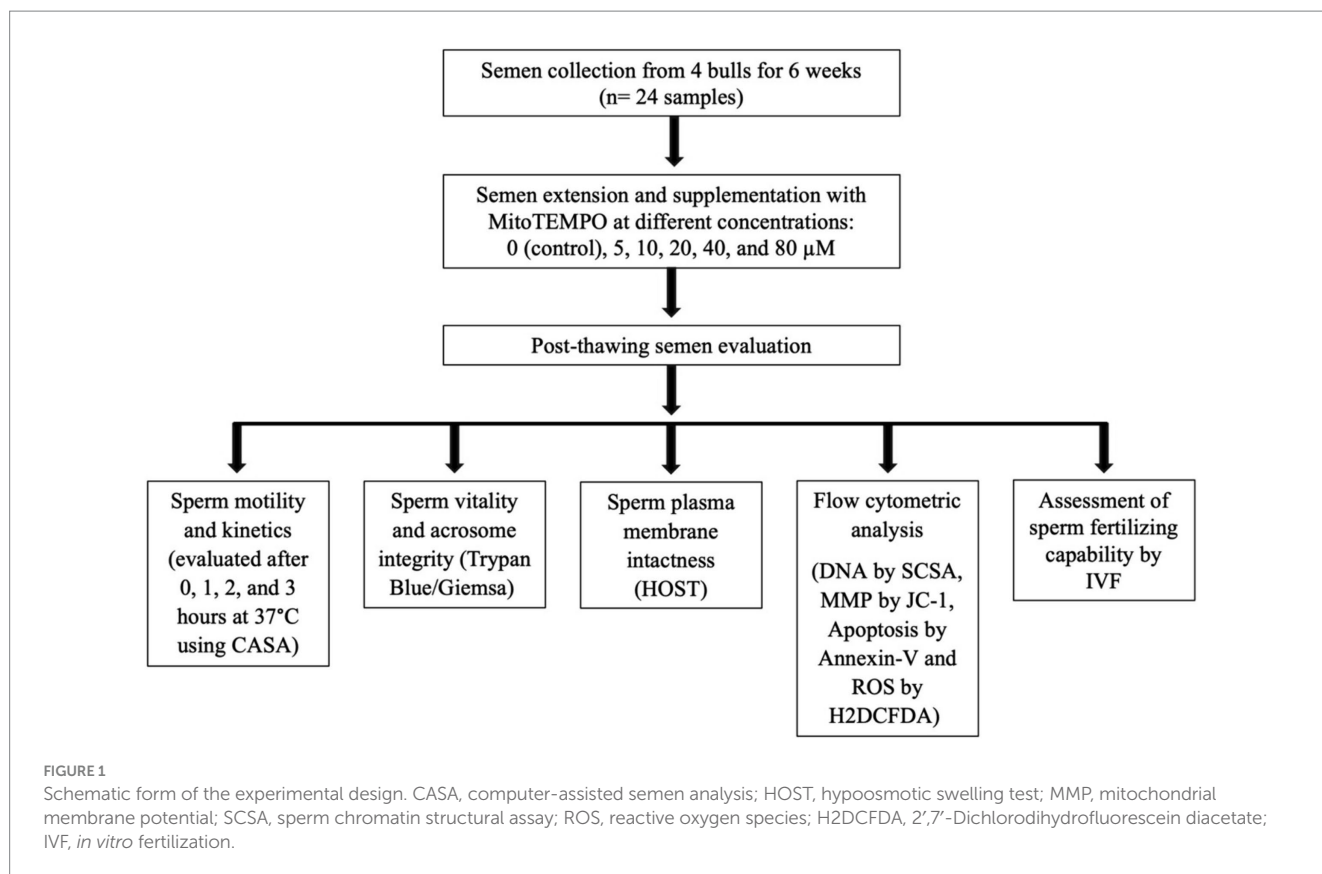 Semen collection from 4 bulls for 6 weeks
(n= 24 samples)
Semen extension and supplementation with
MitoTEMPO at different concentrations:
0 (control), 5, 10, 20, 40, and 80 µM
Post-thawing semen evaluation
Sperm motility
and kinetics
(evaluated after
0, 1, 2, and 3
hours at 37°C
using CASA)
Sperm vitality
and acrosome
integrity (Trypan
Blue/Giemsa)
Sperm plasma
membrane
intactness
(HOST)
Flow cytometric
analysis
(DNA by SCSA,
MMP by JC-1,
Apoptosis by
Annexin-V and
ROS by
H2DCFDA)
Assessment of
sperm fertilizing
capability by
IVF
FIGURE 1
Schematic form of the experimental design. CASA, computer-assisted semen analysis; HOST, hypoosmotic swelling test; MMP, mitochondrial
membrane potential; SCSA, sperm chromatin structural assay; ROS, reactive oxygen species; H2DCFDA, 2′,7′-Dichlorodihydrofluorescein diacetate;
IVF, in vitro fertilization.